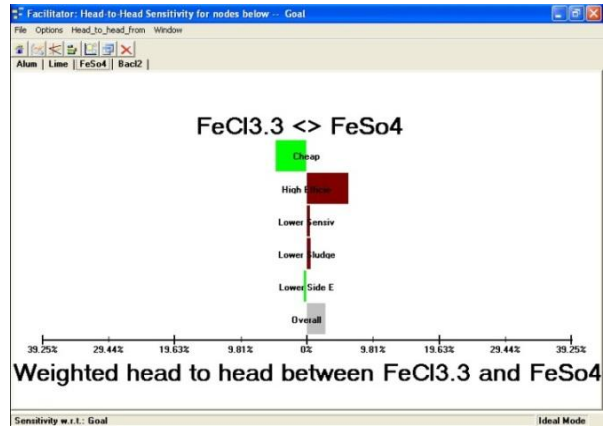 Facilitator: Head-to-Head Sensitivity for nodes below -- Goal
File Options Head_to_head_from Window
Alum | Lime | FeSo4 | Bacl2 |
FeCl3.3 <> FeSo4
Cheap
High Efficie
Lower Sensiv
Lower Sludge
Lower Side E
Overall
39.25% 29.44% 19.63% 9.81% 0% 9.81% 19.63% 29.44% 39.25%
Weighted head to head between FeCl3.3 and FeSo4
Sensitivity w.r.t.: Goal Ideal Mode